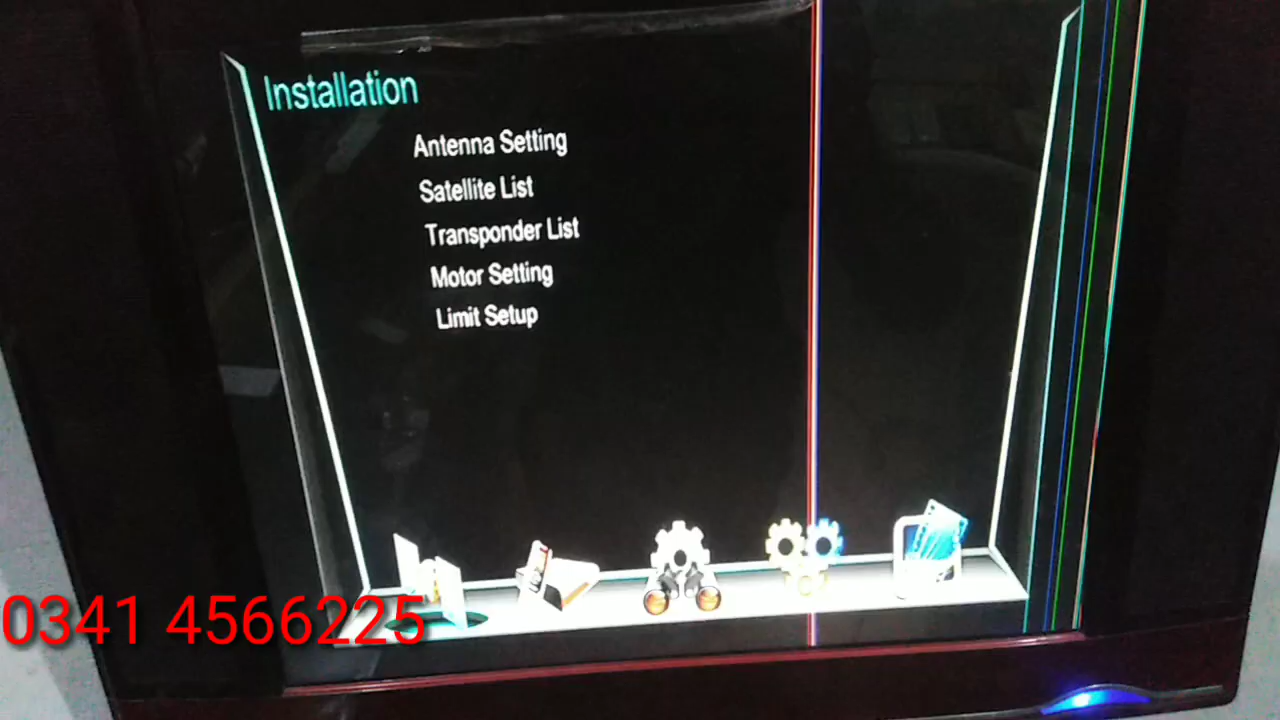 Installation
Antenna Setting
Satellite List
Transponder List
Motor Setting
Limit Setup
0341 4566225